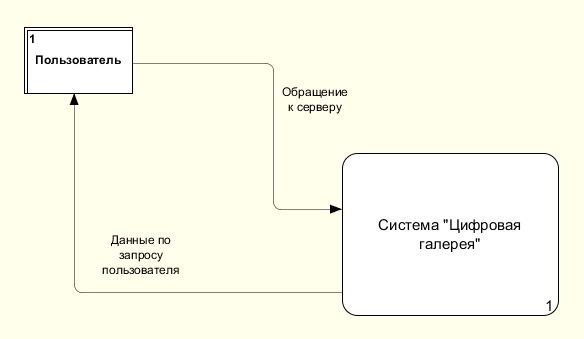 1
Пользователь
Обращение
к серверу
Система "Цифровая
галерея"
Данные по
запросу
пользователя
1